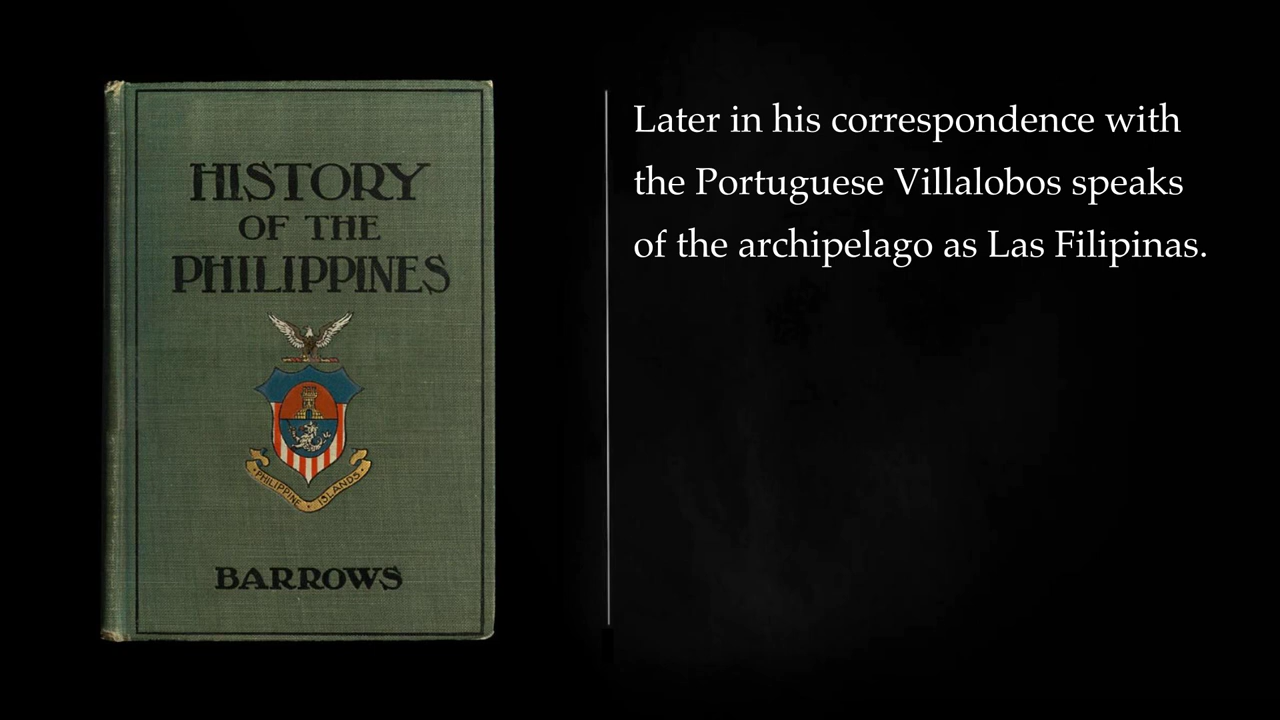 HISTORY
OF THE
PHILIPPINES
PHILIPPINE ISLANDS
BARROWS
Later in his correspondence with
the Portuguese Villalobos speaks
of the archipelago as Las Filipinas.